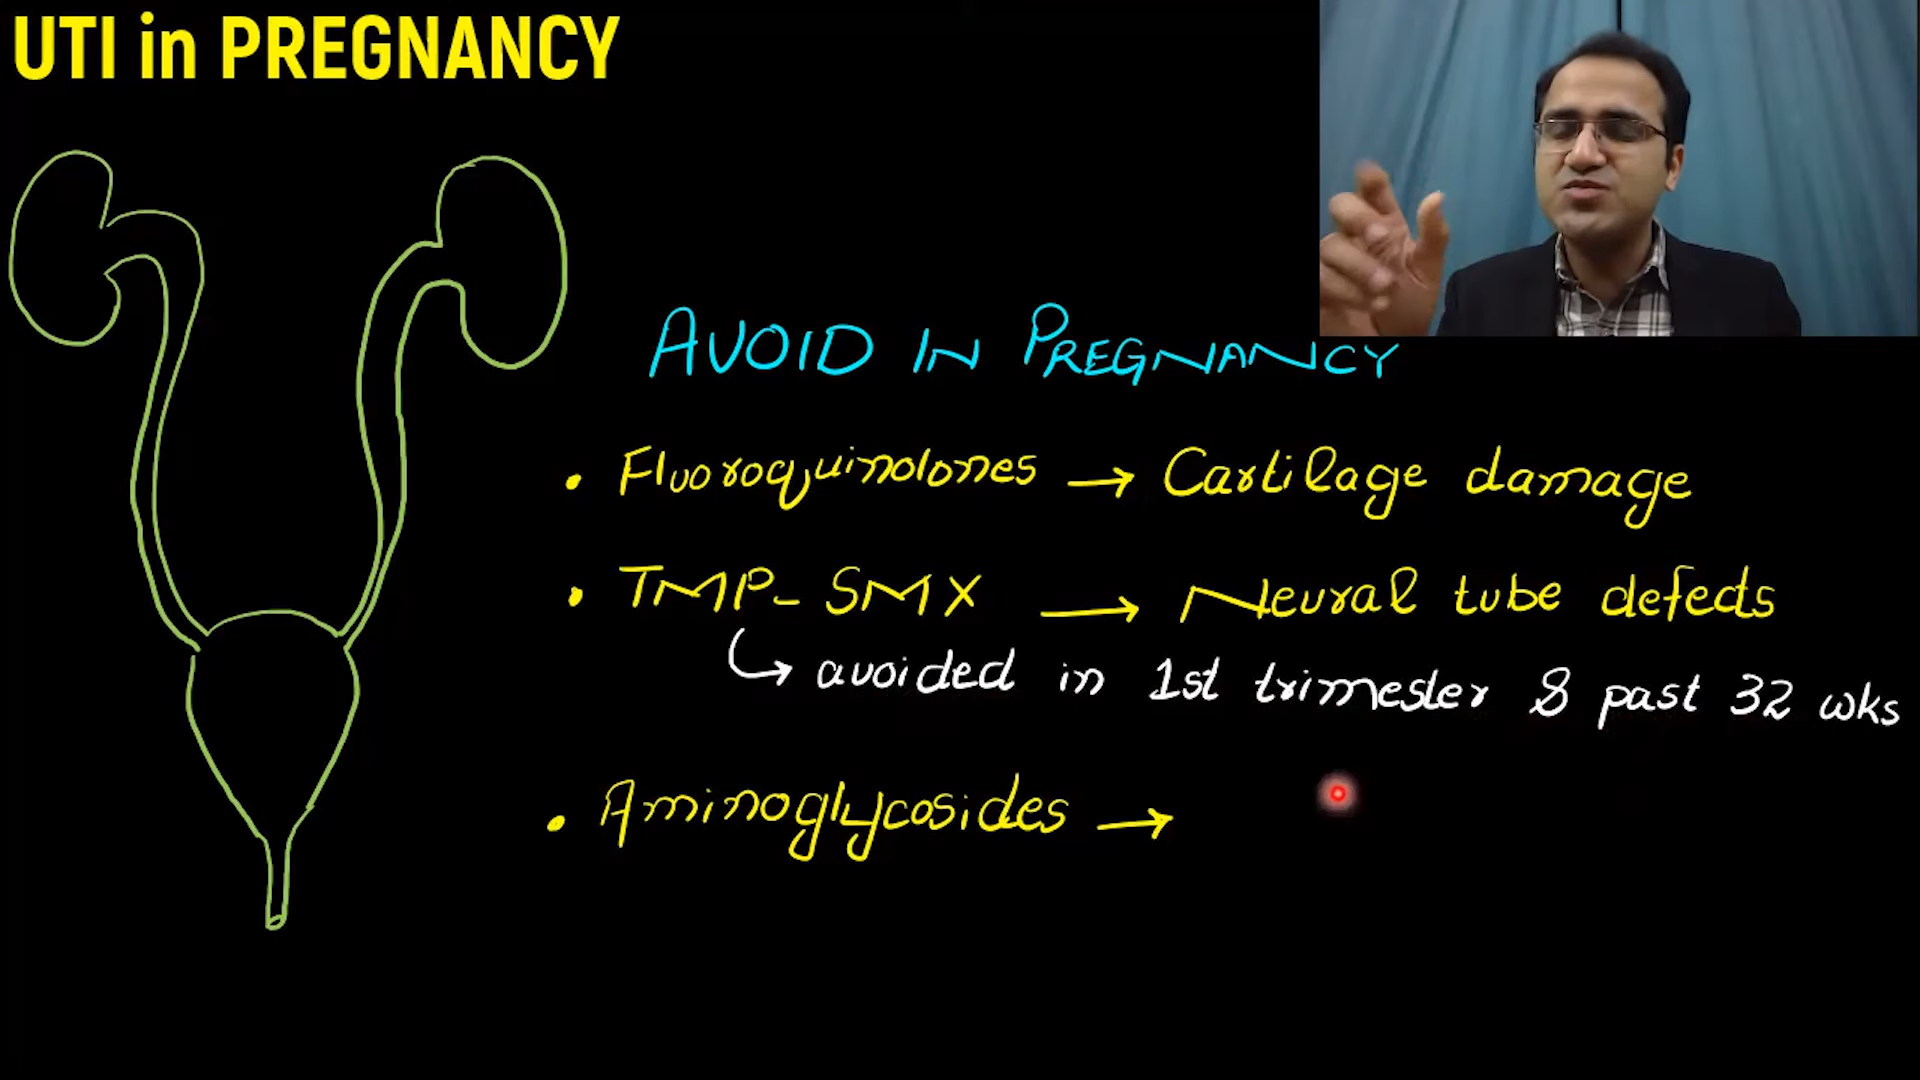 UTI in PREGNANCY
AVOID IN PREGNANCY
• Fluoroquinolones → Cartilage damage
• TMP- SMX → Neural tube defects
↳ avoided in 1st trimester & past 32 wks
• Aminoglycosides →